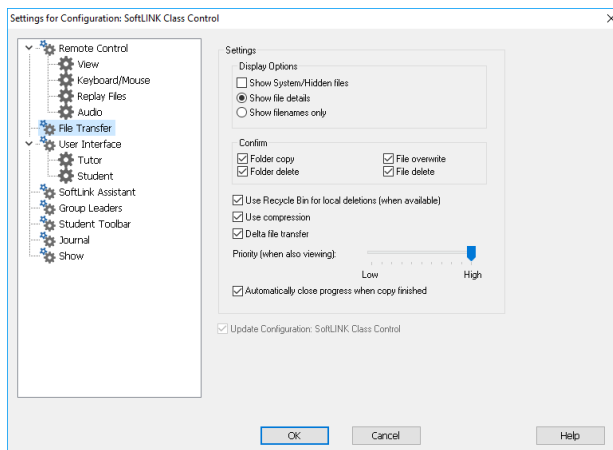 Settings for Configuration: SoftLINK Class Control
Remote Control
View
Keyboard/Mouse
Replay Files
Audio
File Transfer
User Interface
Tutor
Student
SoftLink Assistant
Group Leaders
Student Toolbar
Journal
Show
Settings
Display Options
Show System/Hidden files
Show file details
Show filenames only
Confirm
Folder copy File overwrite
Folder delete File delete
Use Recycle Bin for local deletions (when available)
Use compression
Delta file transfer
Priority (when also viewing):
Low High
Automatically close progress when copy finished
Update Configuration: SoftLINK Class Control
OK Cancel Help